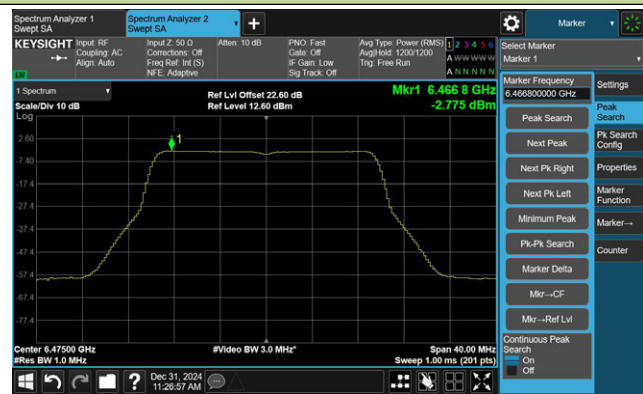 Spectrum Analyzer 1
Swept SA
Spectrum Analyzer 2
Swept SA
Marker
KEYSIGHT
Input: RF
Coupling: AC
Align: Auto
Input Z: 50 Ω
Corrections: Off
Freq Ref: Int (S)
NFE: Adaptive
Atten: 10 dB
PNO: Fast
Gate: Off
IF Gain: Low
Sig Track: Off
Avg Type: Power (RMS)
Avg|Hold: 1200/1200
Trig: Free Run
1 2 3 4 5 6
A W W W W W
A N N N N N
Select Marker
Marker 1
1 Spectrum
Scale/Div 10 dB
Log
Ref Lvl Offset 22.60 dB
Ref Level 12.60 dBm
Mkr1 6.466 8 GHz
-2.775 dBm
2.60
-7.40
-17.4
-27.4
-37.4
-47.4
-57.4
-67.4
-77.4
1
Center 6.47500 GHz
#Res BW 1.0 MHz
#Video BW 3.0 MHz*
Span 40.00 MHz
Sweep 1.00 ms (201 pts)
Marker Frequency
6.466800000 GHz
Peak Search
Next Peak
Next Pk Right
Next Pk Left
Minimum Peak
Pk-Pk Search
Marker Delta
Mkr→CF
Mkr→Ref Lvl
Continuous Peak
Search
On
Off
Settings
Peak
Search
Pk Search
Config
Properties
Marker
Function
Marker→
Counter
Dec 31, 2024
11:26:57 AM